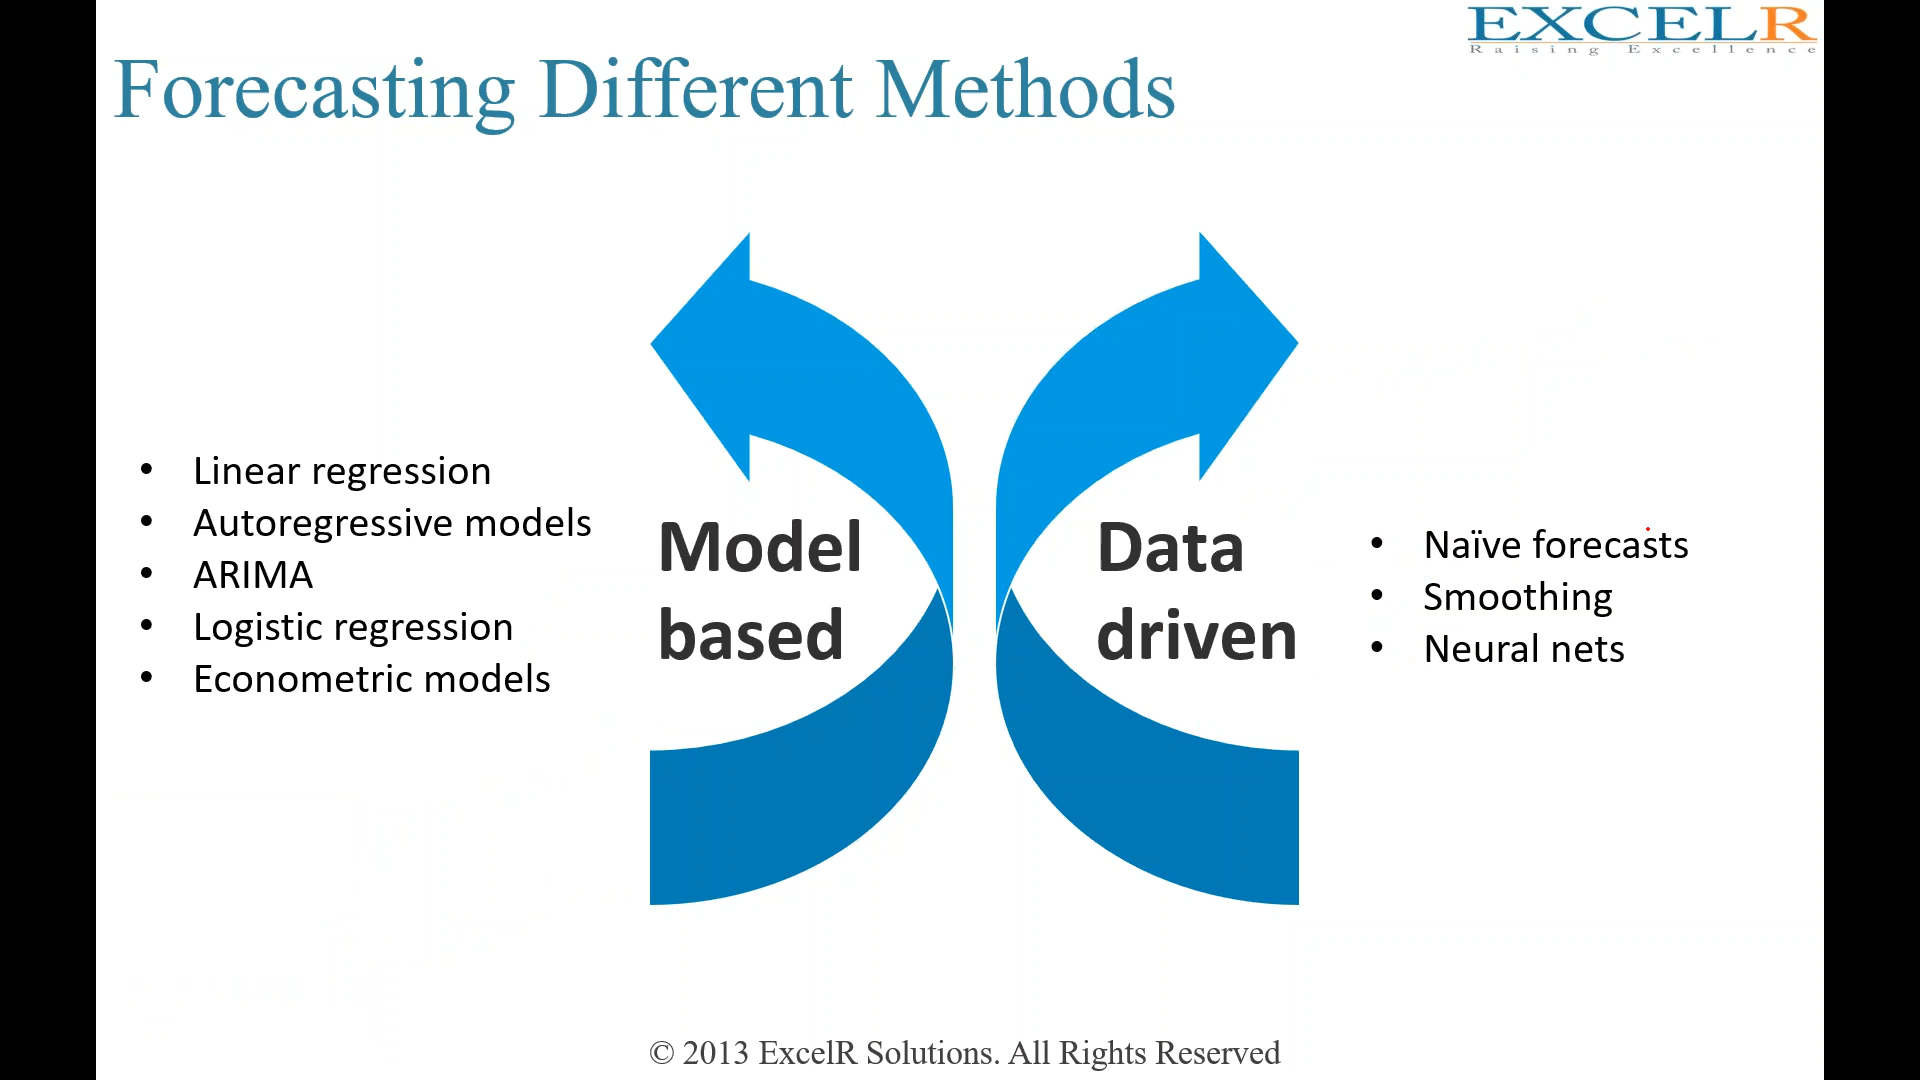 EXCELR
Raising Excellence
Forecasting Different Methods
• Linear regression
• Autoregressive models
• ARIMA
• Logistic regression
• Econometric models
Model
based
Data
driven
• Naïve forecasts
• Smoothing
• Neural nets
© 2013 ExcelR Solutions. All Rights Reserved